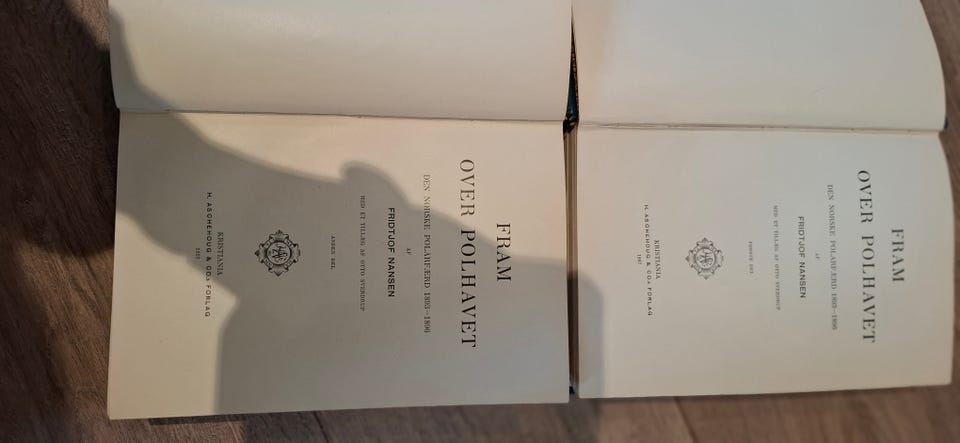 FRAM
OVER POLHAVET
DEN NORSKE POLARFÆRD 1893—1896
AF
FRIDTJOF NANSEN
MED ET TILLÆG AF OTTO SVERDRUP
ANDEN DEL
KRISTIANIA
H. ASCHEHOUG & CO.s FORLAG
FRAM
OVER POLHAVET
DEN NORSKE POLARFÆRD 1893—1896
AF
FRIDTJOF NANSEN
MED ET TILLÆG AF OTTO SVERDRUP
FØRSTE DEL
KRISTIANIA
1897
H. ASCHEHOUG & CO.s FORLAG